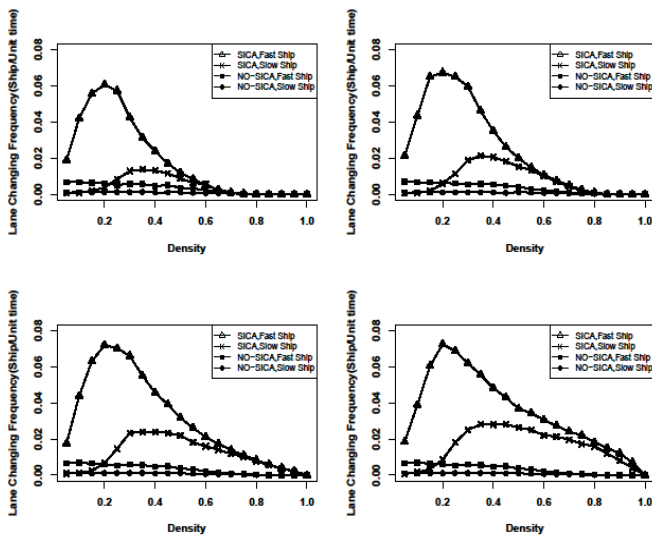 Lane Changing Frequency(Ship/Unit time)
0.00 0.02 0.04 0.06 0.08
SICA,Fast Ship
SICA,Slow Ship
NO-SICA,Fast Ship
NO-SICA,Slow Ship
0.2 0.4 0.6 0.8 1.0
Density
Lane Changing Frequency(Ship/Unit time)
0.00 0.02 0.04 0.06 0.08
SICA,Fast Ship
SICA,Slow Ship
NO-SICA,Fast Ship
NO-SICA,Slow Ship
0.2 0.4 0.6 0.8 1.0
Density
Lane Changing Frequency(Ship/Unit time)
0.00 0.02 0.04 0.06 0.08
SICA,Fast Ship
SICA,Slow Ship
NO-SICA,Fast Ship
NO-SICA,Slow Ship
0.2 0.4 0.6 0.8 1.0
Density
Lane Changing Frequency(Ship/Unit time)
0.00 0.02 0.04 0.06 0.08
SICA,Fast Ship
SICA,Slow Ship
NO-SICA,Fast Ship
NO-SICA,Slow Ship
0.2 0.4 0.6 0.8 1.0
Density